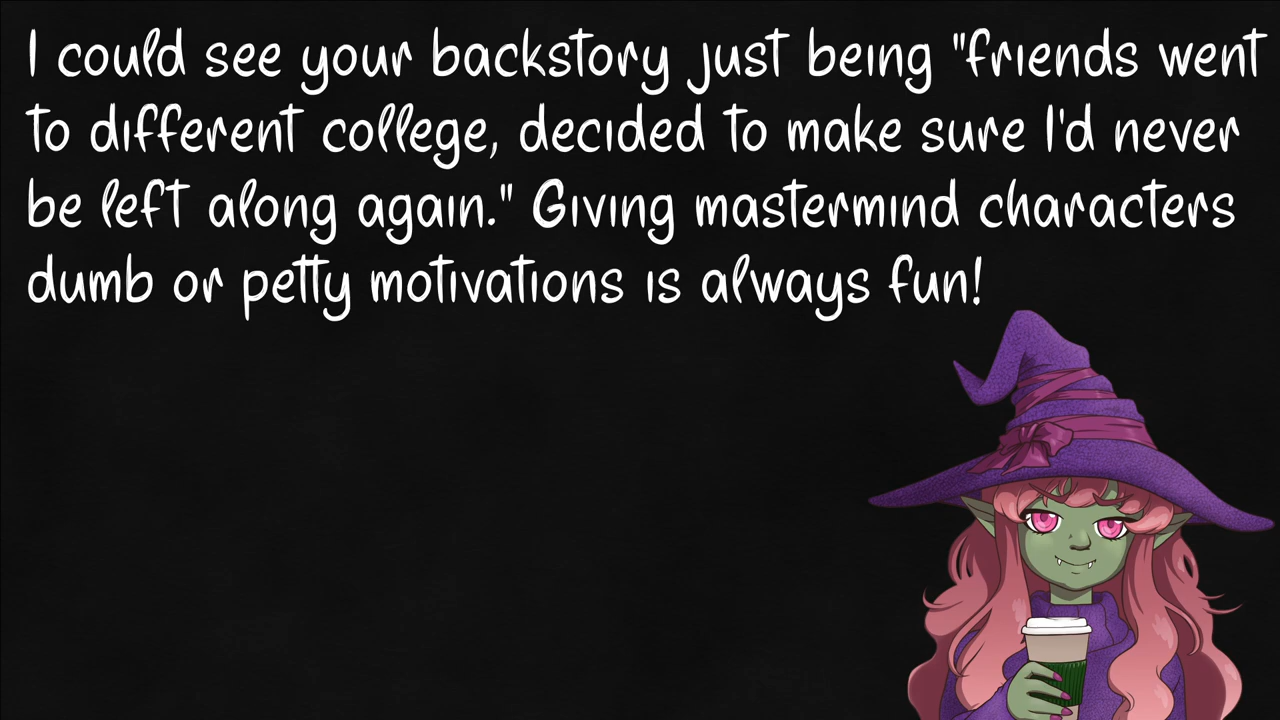 I could see your backstory just being "friends went
to different college, decided to make sure I'd never
be left along again." Giving mastermind characters
dumb or petty motivations is always fun!